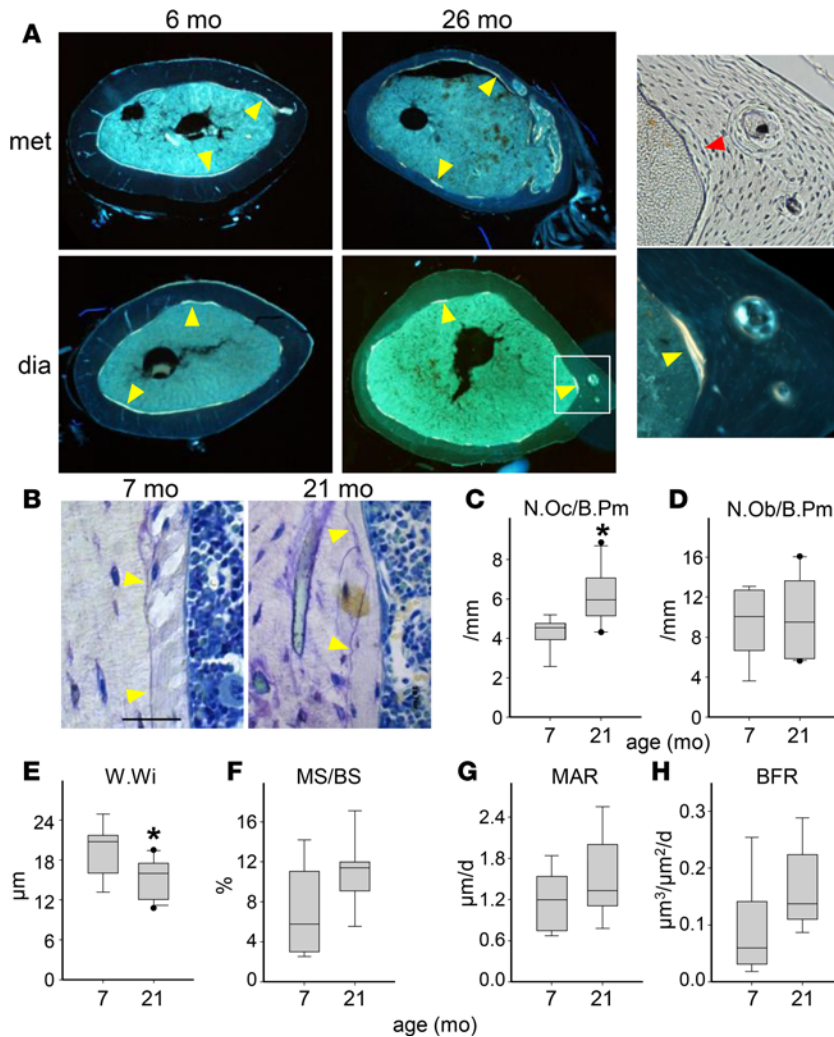 A
6 mo
26 mo
met
dia
B
7 mo
21 mo
C
N.Oc/B.Pm
/mm
8
6
4
2
0
*
7
21
D
N.Ob/B.Pm
/mm
16
12
8
4
0
7
21
age (mo)
E
W.Wi
µm
24
18
12
6
0
*
7
21
F
MS/BS
%
16
12
8
4
0
7
21
G
MAR
µm/d
2.4
1.8
1.2
0.6
0.0
7
21
H
BFR
µm³/µm²/d
0.3
0.2
0.1
0.0
7
21
age (mo)